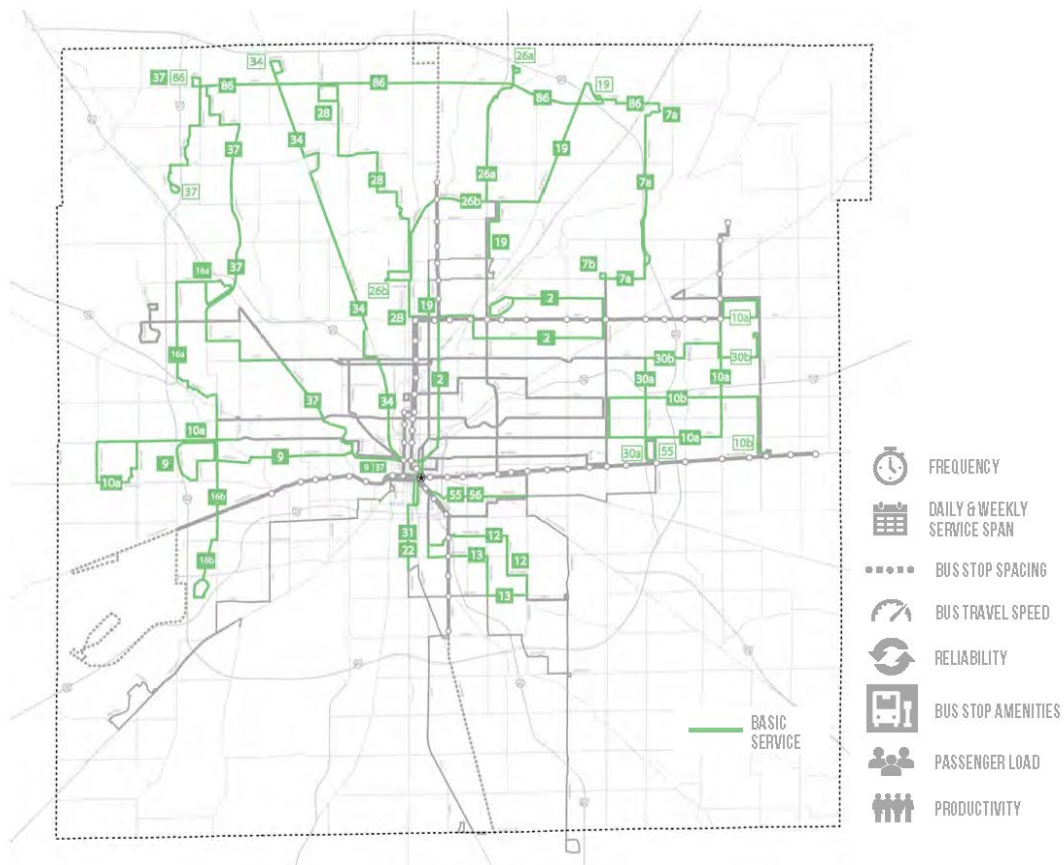 34
26a
37 86
86
86
19
86
86
7a
28
37
34
19
28
26a
7a
37
26b
19
16a
37
7b
7a
26b
28
19
34
2
10a
2
16a
30b
30b
2
30a
10a
37
34
10b
10a
10a
10b
9
9
9 37
30a
55
10a
16b
55 56
31
22
12
13
12
16b
13
FREQUENCY
DAILY & WEEKLY
SERVICE SPAN
BUS STOP SPACING
BUS TRAVEL SPEED
RELIABILITY
BUS STOP AMENITIES
PASSENGER LOAD
PRODUCTIVITY
BASIC
SERVICE